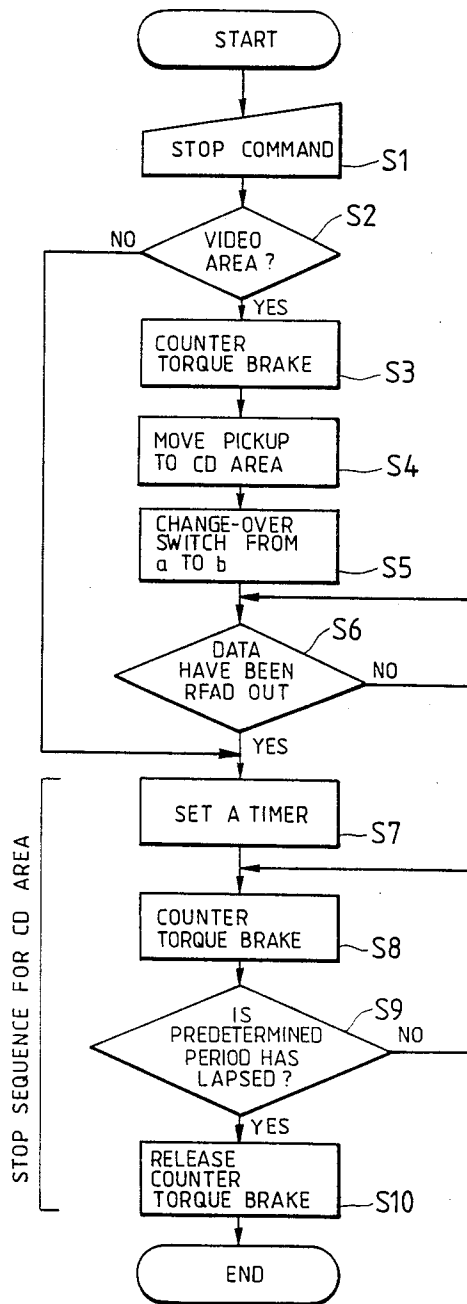 START
STOP COMMAND
S1
S2
NO
VIDEO
AREA?
YES
COUNTER
TORQUE BRAKE
S3
MOVE PICKUP
TO CD AREA
S4
CHANGE-OVER
SWITCH FROM
a TO b
S5
S6
DATA
HAVE BEEN
RFAD OUT
NO
YES
STOP SEQUENCE FOR CD AREA
SET A TIMER
S7
COUNTER
TORQUE BRAKE
S8
S9
IS
PREDETERMINED
PERIOD HAS
LAPSED?
NO
YES
RELEASE
COUNTER
TORQUE BRAKE
S10
END